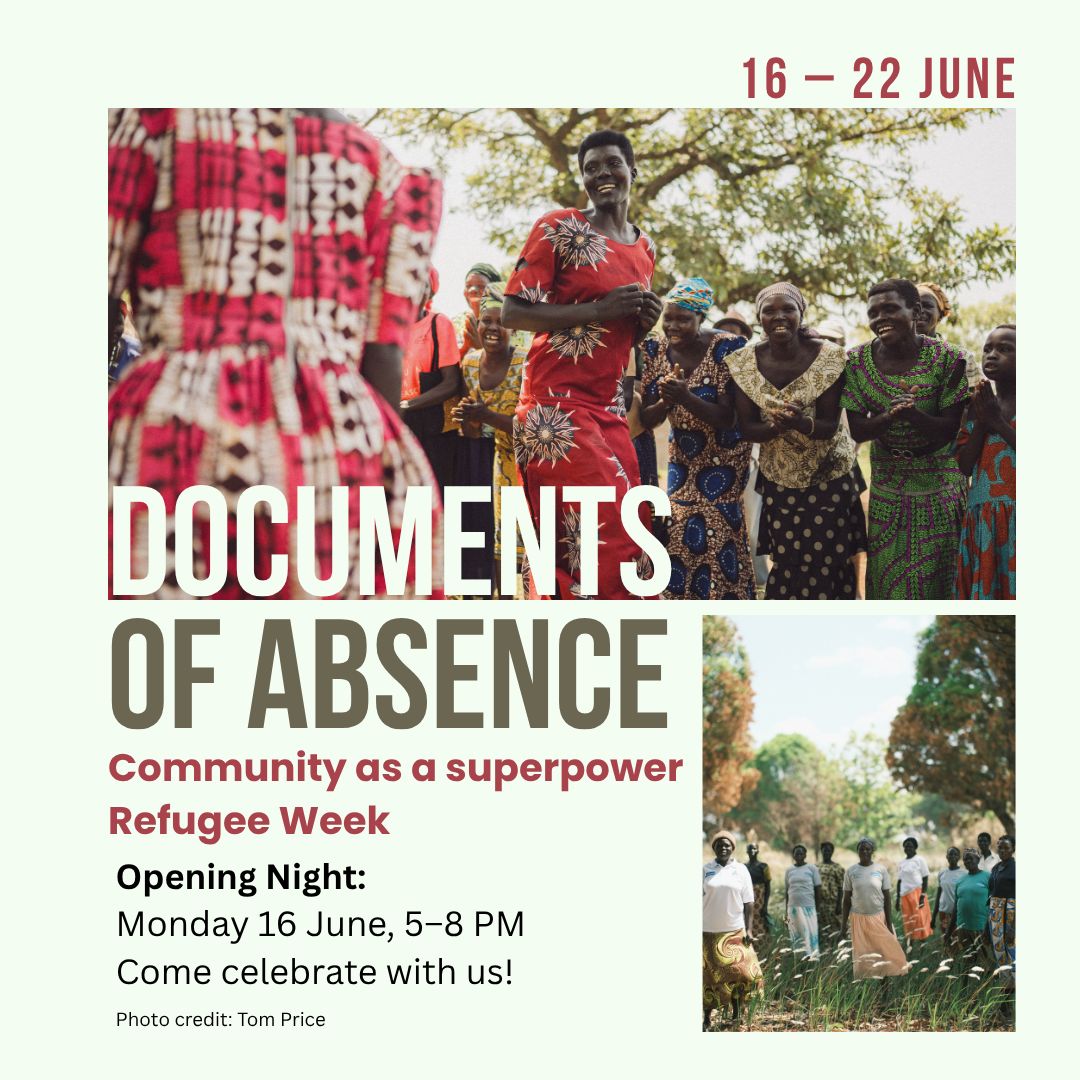 16 – 22 JUNE
DOCUMENTS
OF ABSENCE
Community as a superpower
Refugee Week
Opening Night:
Monday 16 June, 5–8 PM
Come celebrate with us!
Photo credit: Tom Price